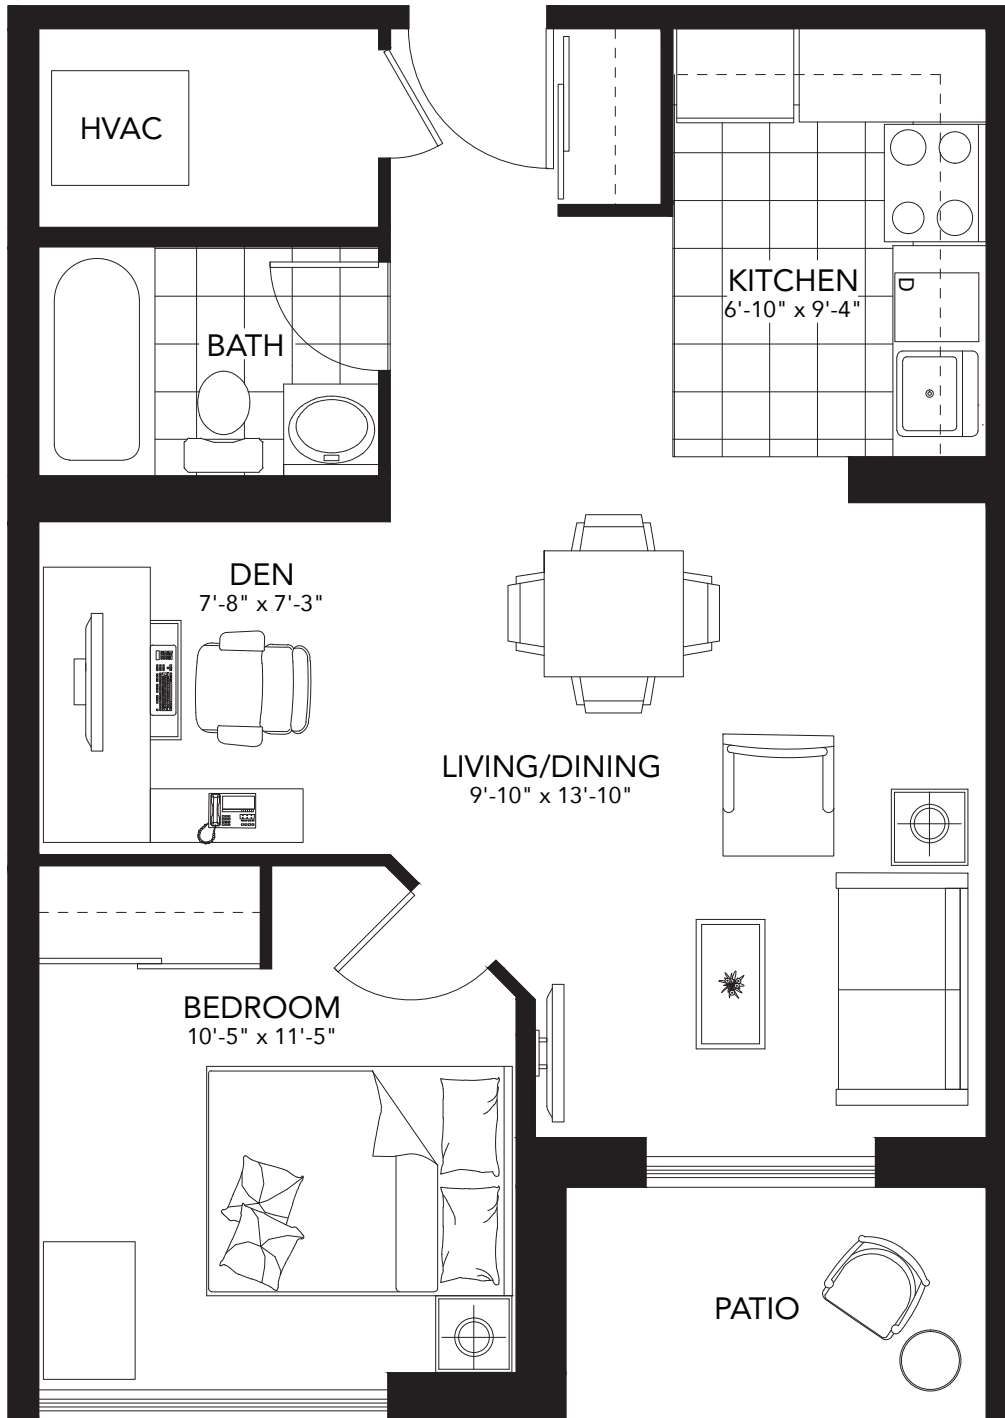 HVAC
KITCHEN
6'-10" x 9'-4"
D
BATH
DEN
7'-8" x 7'-3"
LIVING/DINING
9'-10" x 13'-10"
BEDROOM
10'-5" x 11'-5"
PATIO